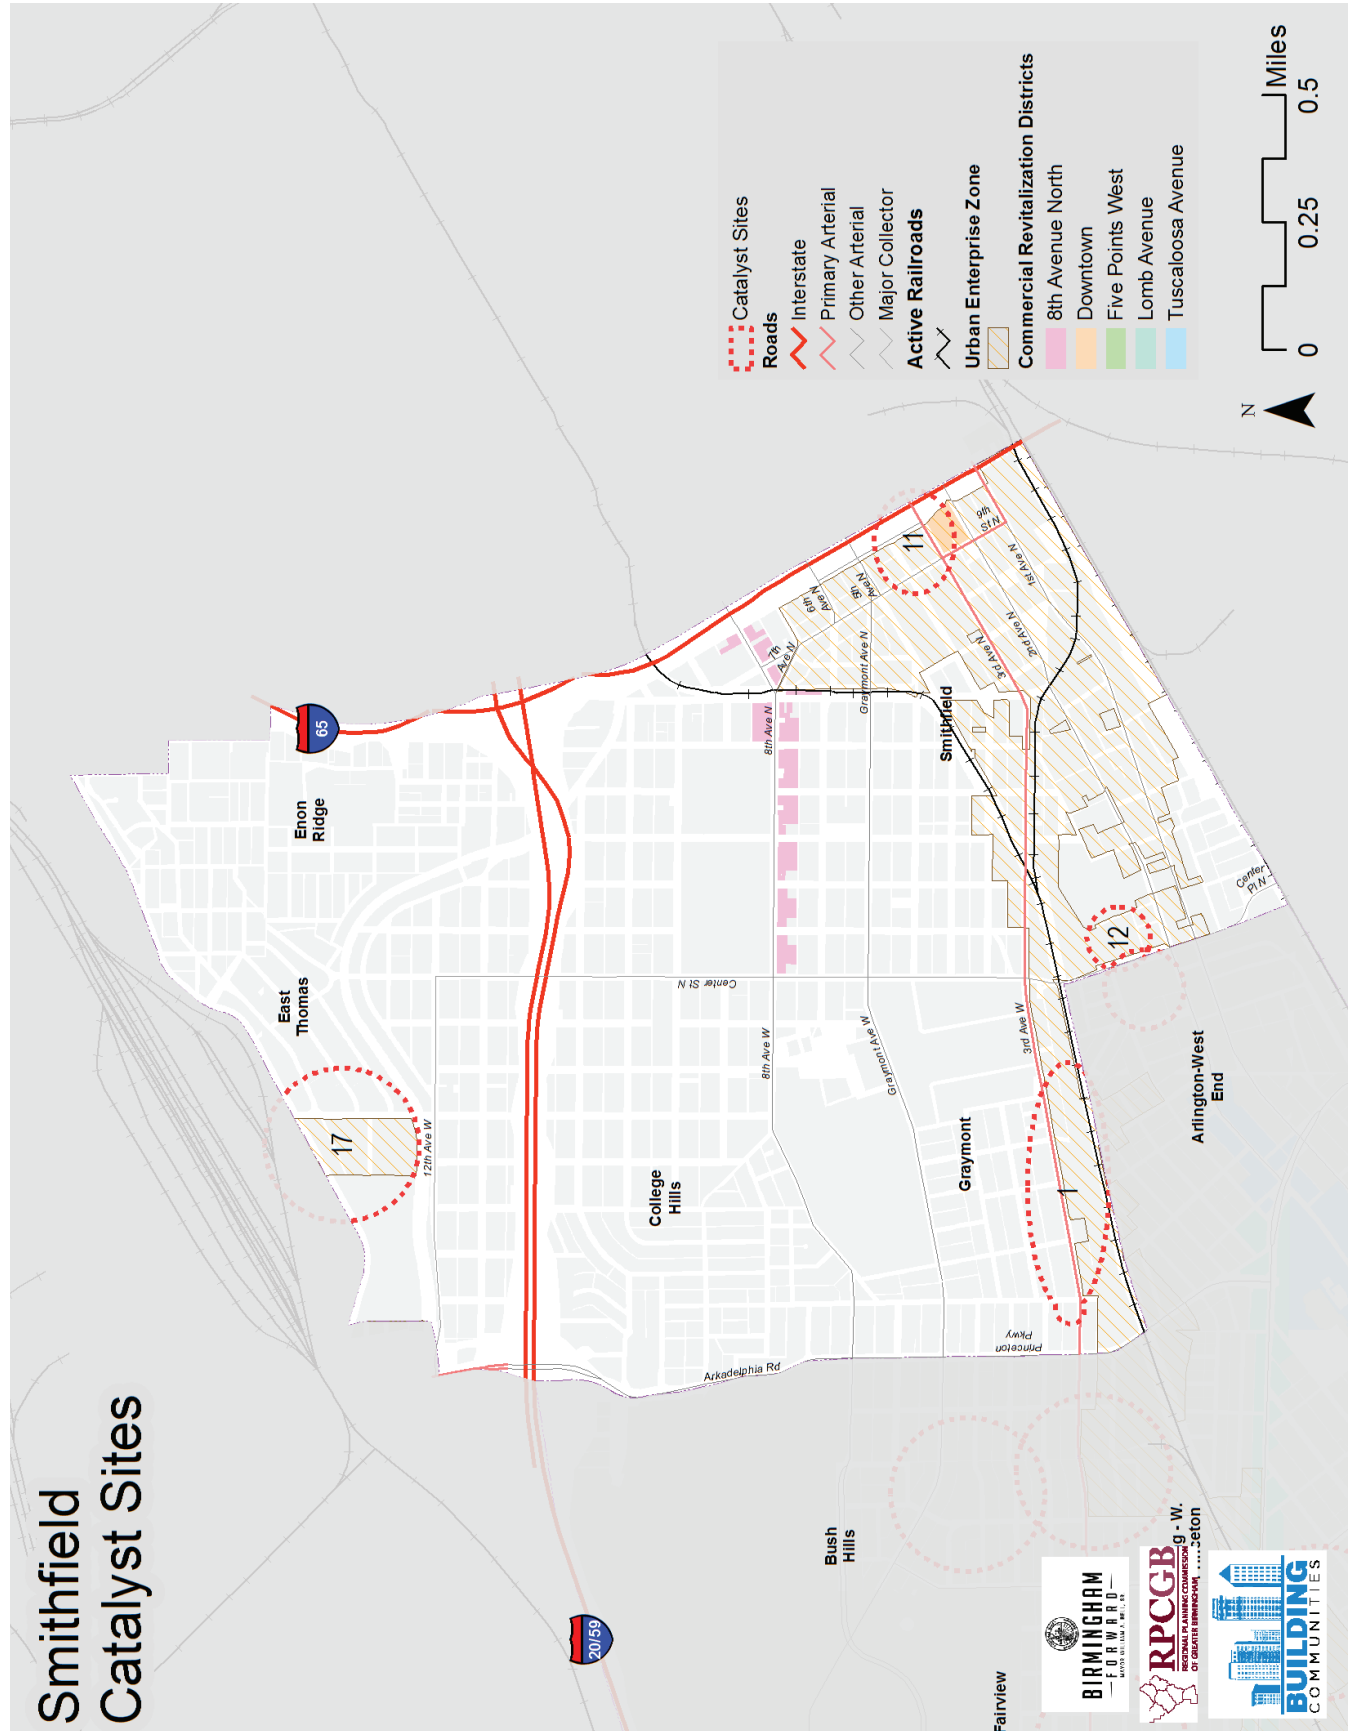 Smithfield
Catalyst Sites
Catalyst Sites
Roads
Interstate
Primary Arterial
Other Arterial
Major Collector
Active Railroads
Urban Enterprise Zone
Commercial Revitalization Districts
8th Avenue North
Downtown
Five Points West
Lomb Avenue
Tuscaloosa Avenue
N
0
0.25
0.5
Miles
65
20/59
Enon
Ridge
East
Thomas
17
12th Ave W
College
Hills
Center St N
8th Ave N
8th Ave W
7th
Ave N
6th
Ave N
5th
Ave N
Graymont Ave N
Graymont Ave W
11
9th
St N
1st Ave N
2nd Ave N
3rd Ave N
Smithfield
3rd Ave W
Graymont
1
12
Center
Pl N
Arlington-West
End
Princeton
Pkwy
Arkadelphia Rd
Bush
Hills
Fairview
g - W.
ceton
BIRMINGHAM
FORWARD
RPCGB
REGIONAL PLANNING COMMISSION
OF GREATER BIRMINGHAM
BUILDING
COMMUNITIES